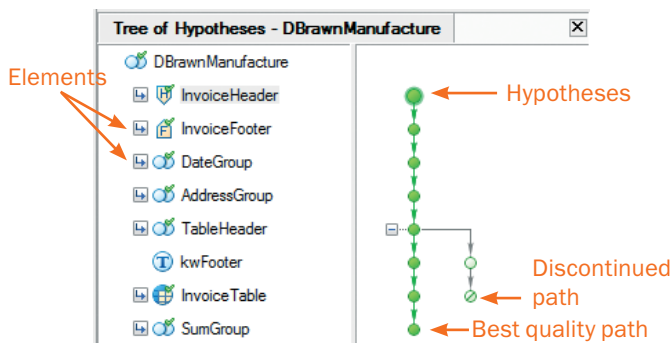 Tree of Hypotheses - DBrawnManufacture
DBrawnManufacture
Elements
InvoiceHeader
Hypotheses
InvoiceFooter
DateGroup
AddressGroup
TableHeader
kwFooter
Discontinued
path
InvoiceTable
SumGroup
Best quality path